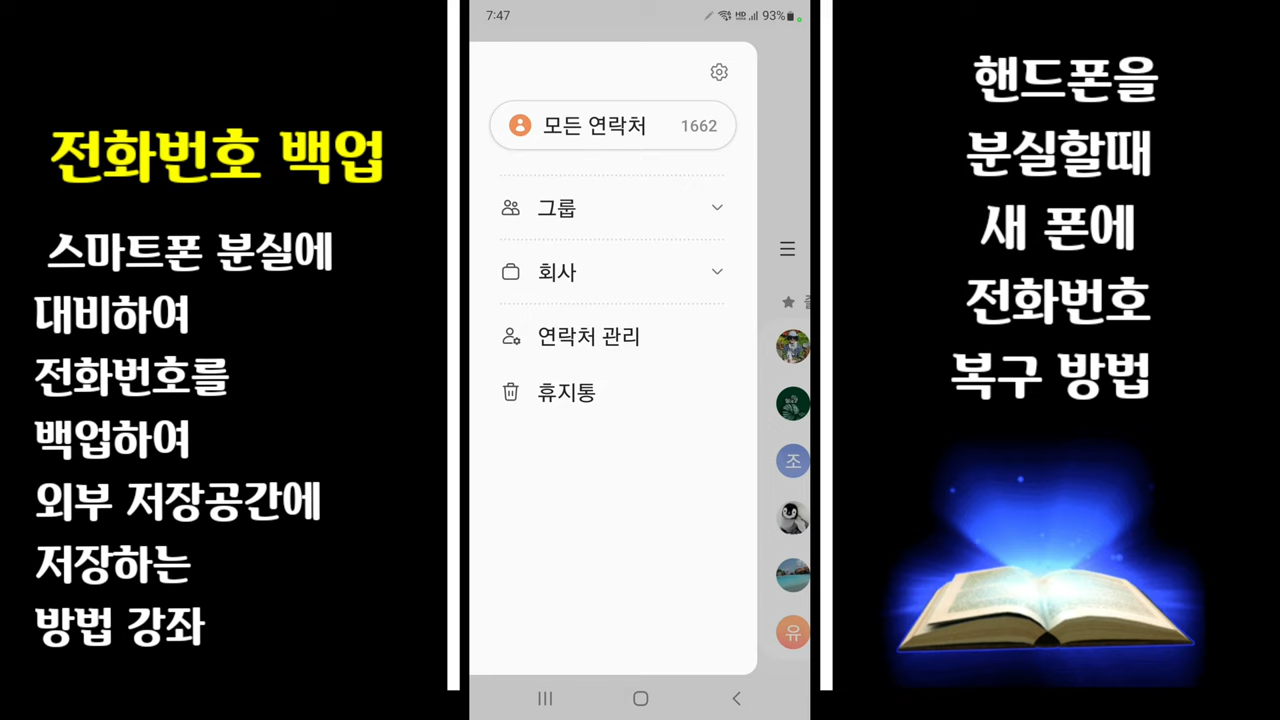 전화번호 백업
스마트폰 분실에
대비하여
전화번호를
백업하여
외부 저장공간에
저장하는
방법 강좌
7:47
HD
93%
모든 연락처 1662
그룹
회사
연락처 관리
휴지통
조
유
핸드폰을
분실할때
새 폰에
전화번호
복구 방법